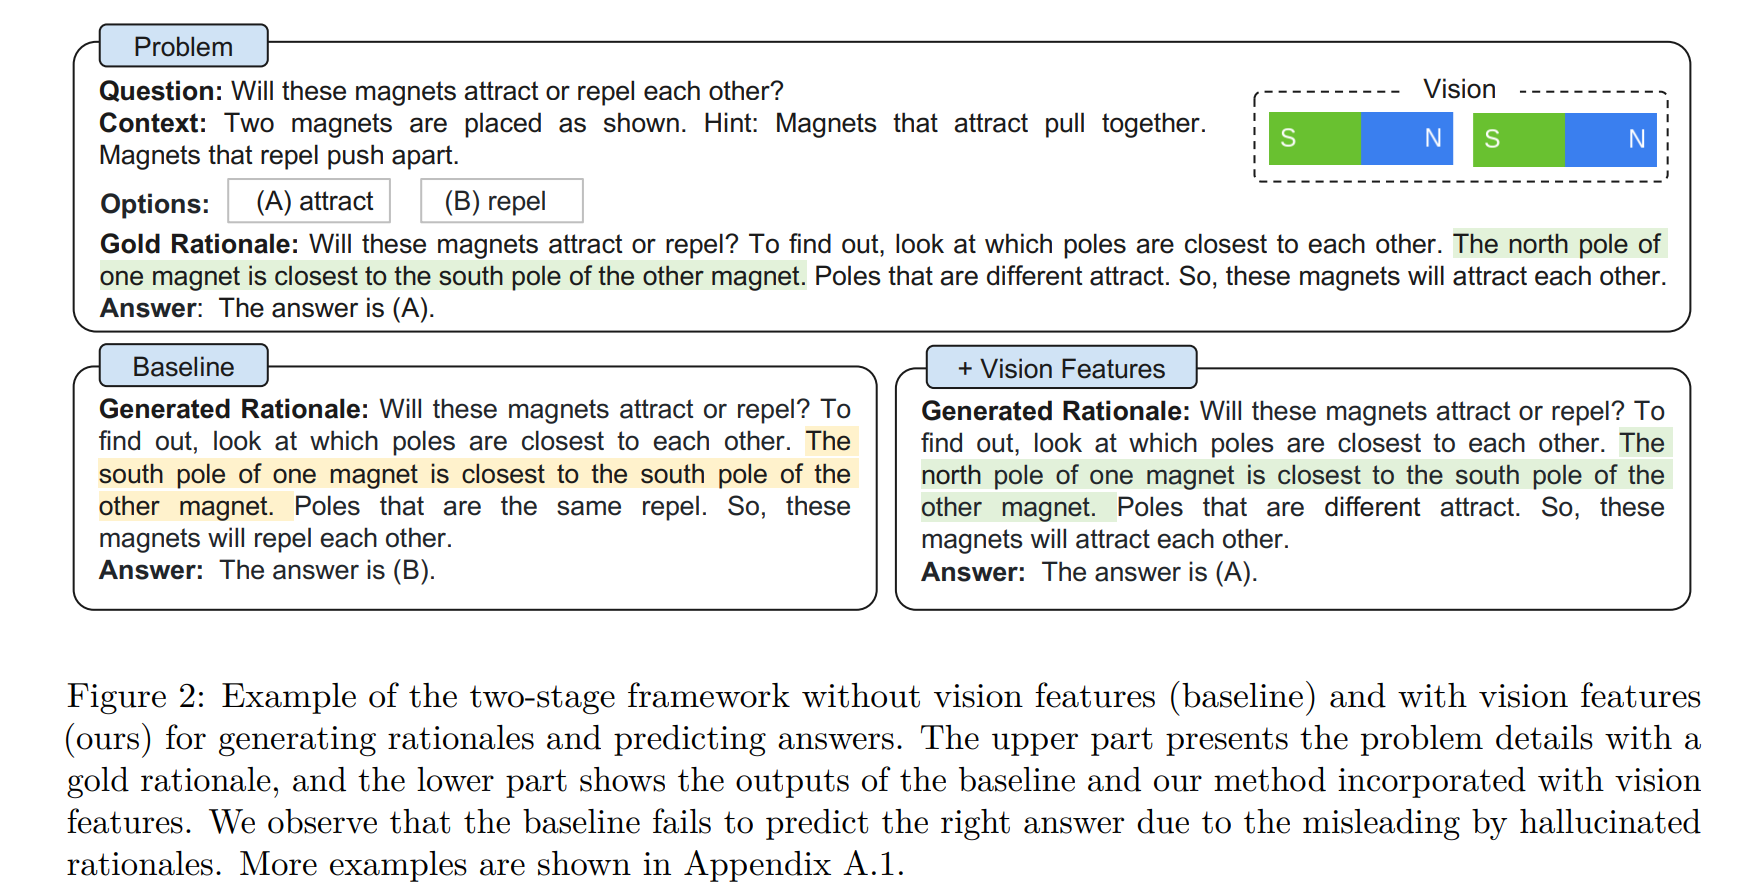 Problem
Question: Will these magnets attract or repel each other?
Context: Two magnets are placed as shown. Hint: Magnets that attract pull together.
Magnets that repel push apart.
Vision
S N S N
Options: (A) attract (B) repel
Gold Rationale: Will these magnets attract or repel? To find out, look at which poles are closest to each other. The north pole of
one magnet is closest to the south pole of the other magnet. Poles that are different attract. So, these magnets will attract each other.
Answer: The answer is (A).
Baseline
Generated Rationale: Will these magnets attract or repel? To
find out, look at which poles are closest to each other. The
south pole of one magnet is closest to the south pole of the
other magnet. Poles that are the same repel. So, these
magnets will repel each other.
Answer: The answer is (B).
+ Vision Features
Generated Rationale: Will these magnets attract or repel? To
find out, look at which poles are closest to each other. The
north pole of one magnet is closest to the south pole of the
other magnet. Poles that are different attract. So, these
magnets will attract each other.
Answer: The answer is (A).
Figure 2: Example of the two-stage framework without vision features (baseline) and with vision features
(ours) for generating rationales and predicting answers. The upper part presents the problem details with a
gold rationale, and the lower part shows the outputs of the baseline and our method incorporated with vision
features. We observe that the baseline fails to predict the right answer due to the misleading by hallucinated
rationales. More examples are shown in Appendix A.1.